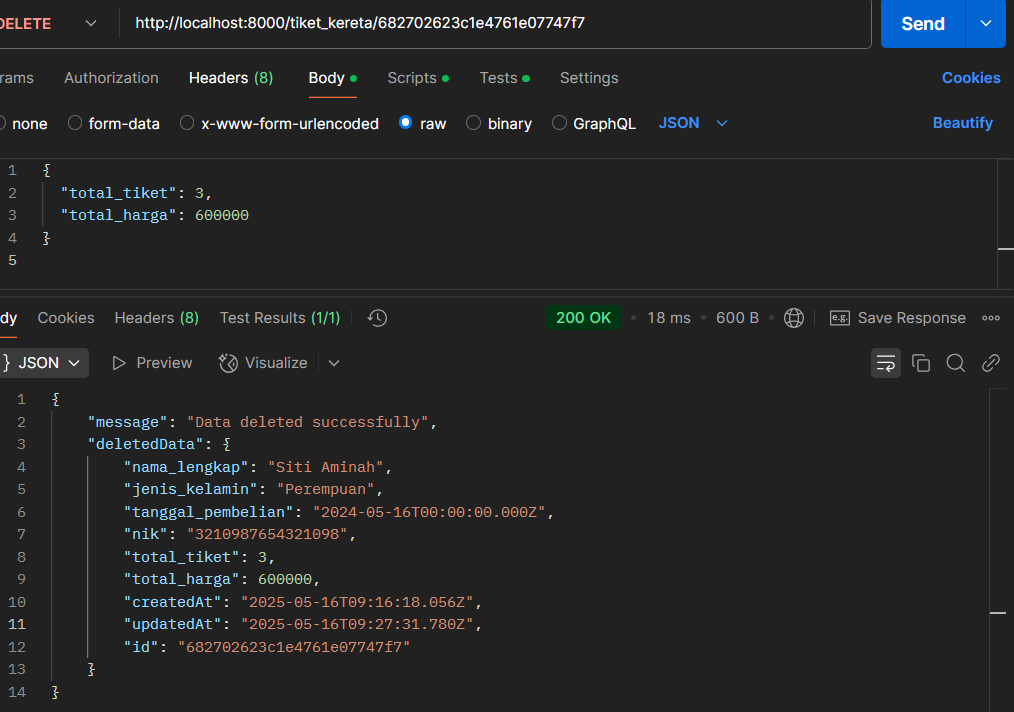 DELETE http://localhost:8000/tiket_kereta/682702623c1e4761e07747f7 Send
rams Authorization Headers (8) Body Scripts Tests Settings Cookies
none form-data x-www-form-urlencoded raw binary GraphQL JSON Beautify
1 {
2 "total_tiket": 3,
3 "total_harga": 600000
4 }
5
dy Cookies Headers (8) Test Results (1/1) 200 OK • 18 ms • 600 B • e.g. Save Response
} JSON Preview Visualize
1 {
2 "message": "Data deleted successfully",
3 "deletedData": {
4 "nama_lengkap": "Siti Aminah",
5 "jenis_kelamin": "Perempuan",
6 "tanggal_pembelian": "2024-05-16T00:00:00.000Z",
7 "nik": "3210987654321098",
8 "total_tiket": 3,
9 "total_harga": 600000,
10 "createdAt": "2025-05-16T09:16:18.056Z",
11 "updatedAt": "2025-05-16T09:27:31.780Z",
12 "id": "682702623c1e4761e07747f7"
13 }
14 }